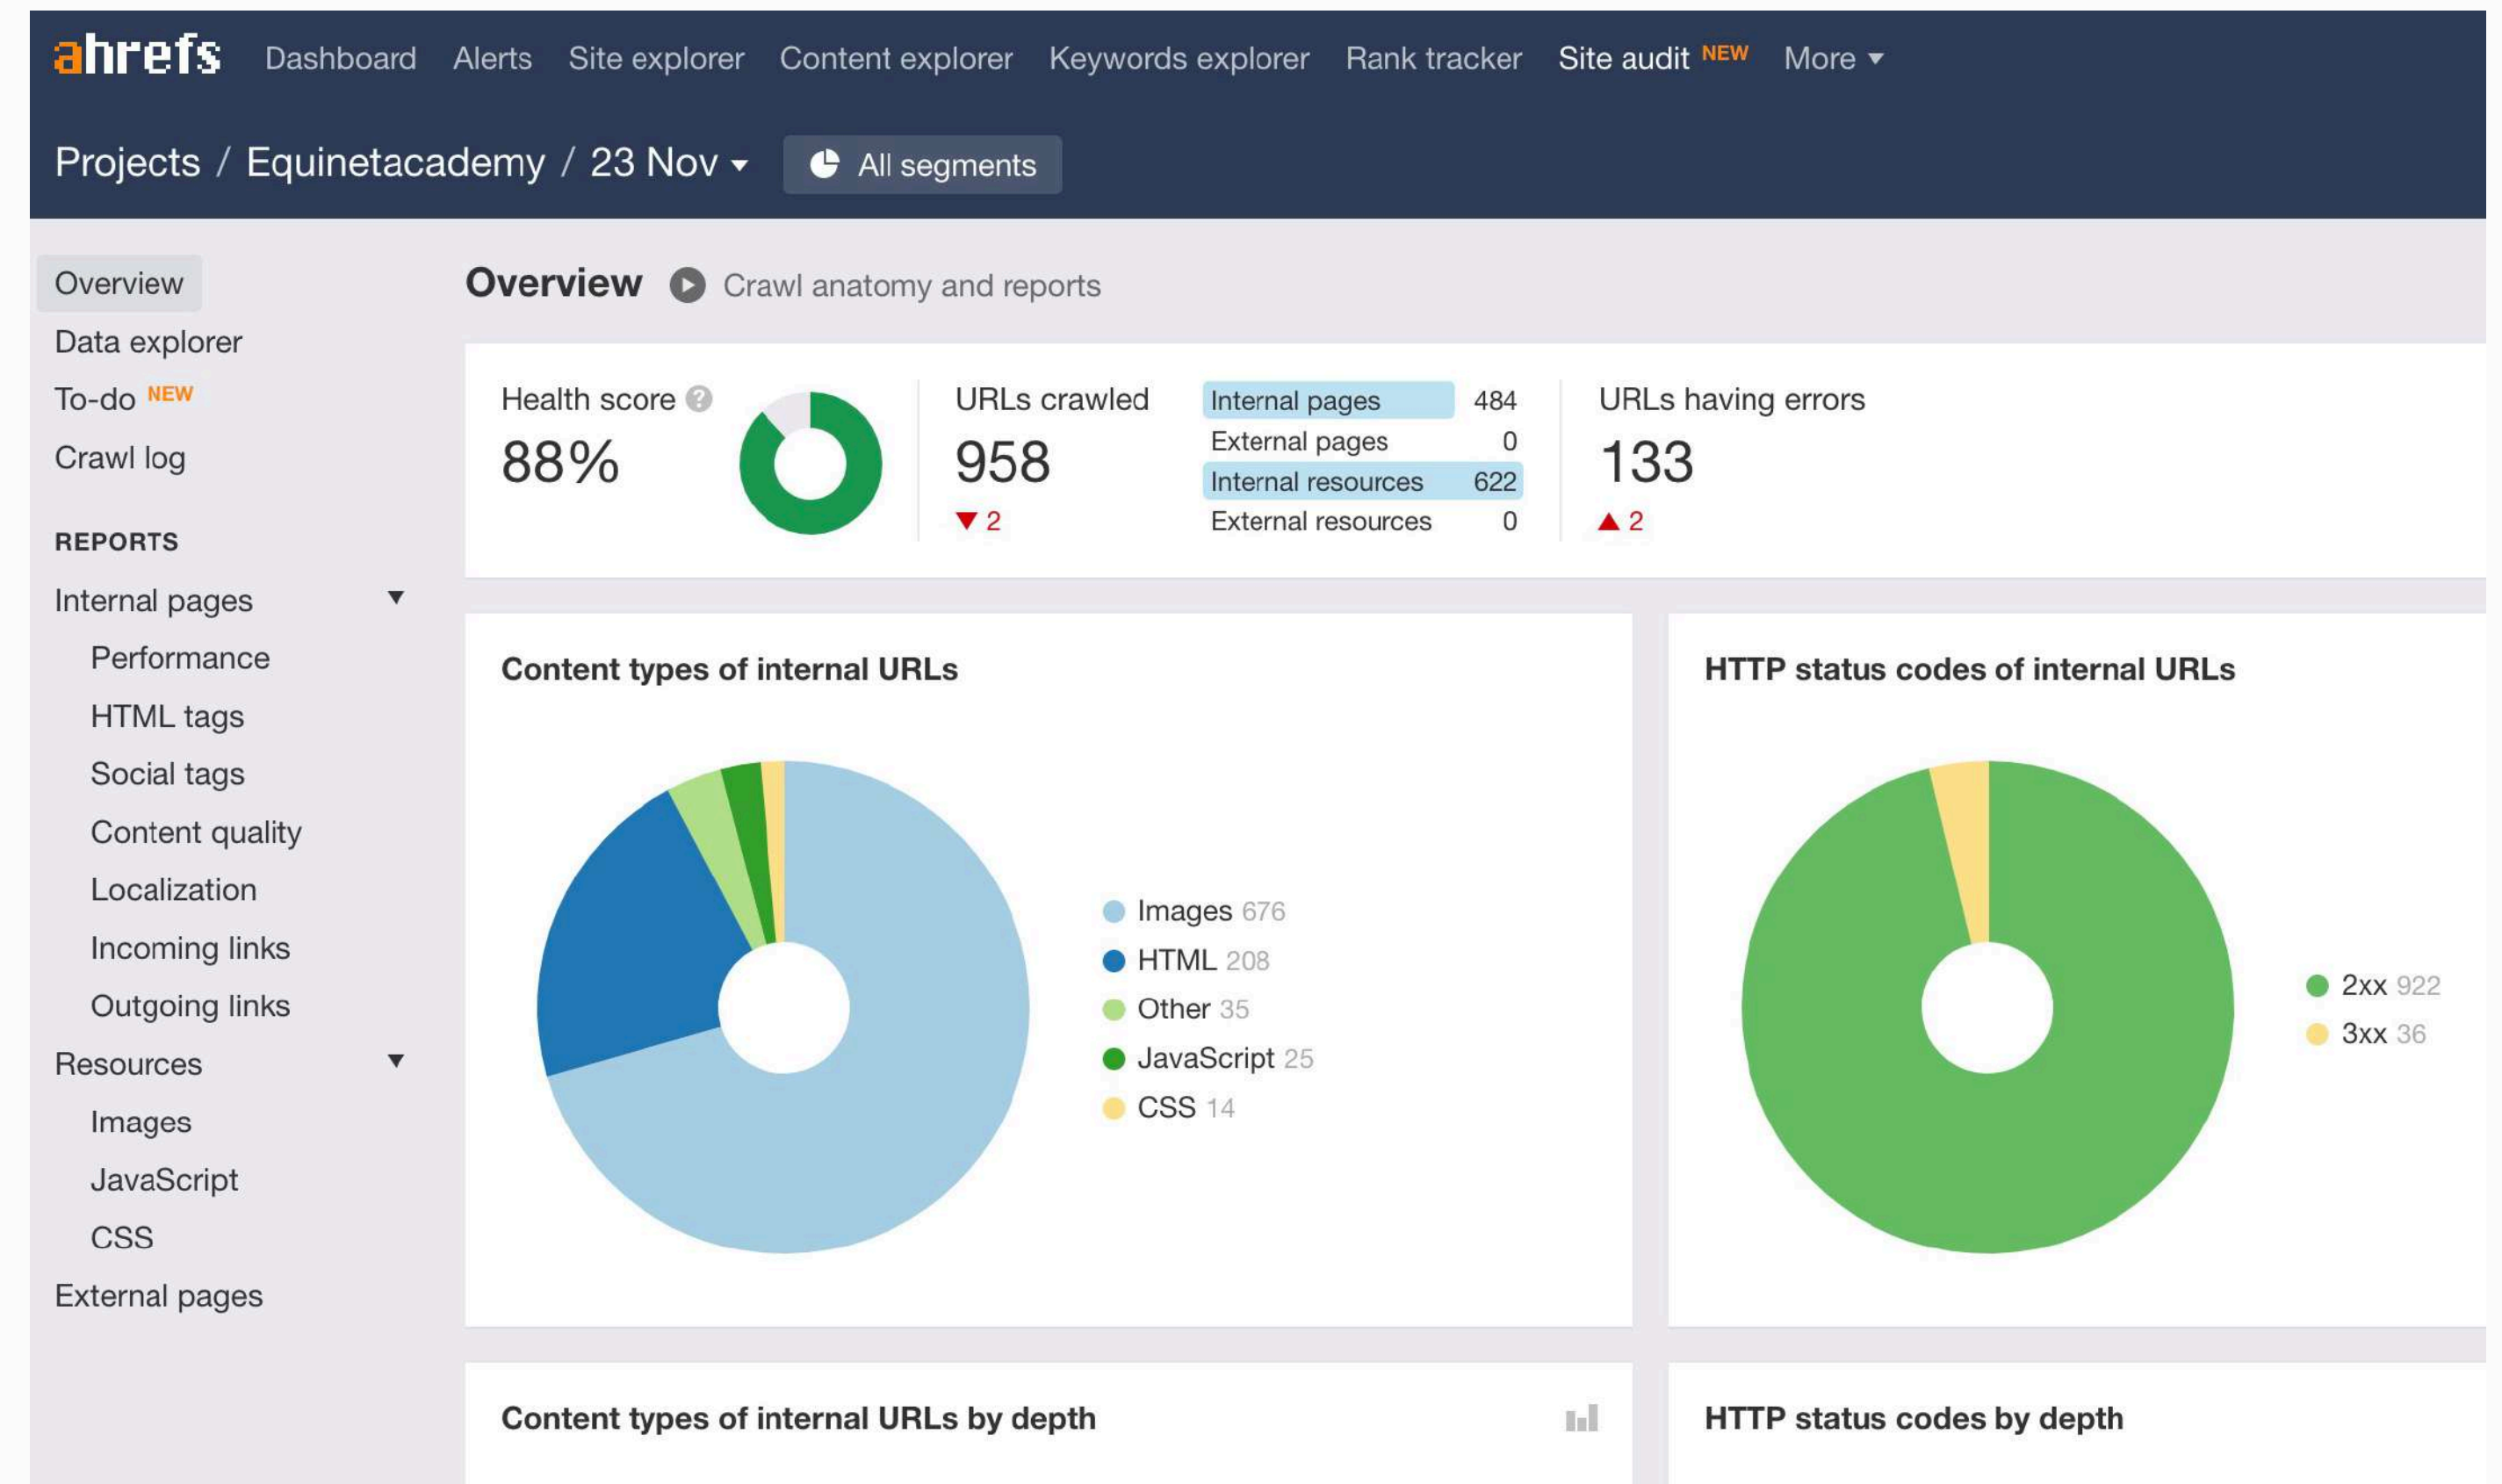 ahrefs Dashboard Alerts Site explorer Content explorer Keywords explorer Rank tracker Site audit NEW More
Projects / Equinetacademy / 23 Nov All segments
Overview
Data explorer
To-do NEW
Crawl log
REPORTS
Internal pages
Performance
HTML tags
Social tags
Content quality
Localization
Incoming links
Outgoing links
Resources
Images
JavaScript
CSS
External pages
Overview Crawl anatomy and reports
Health score ?
88%
URLs crawled
958
▼ 2
Internal pages 484
External pages 0
Internal resources 622
External resources 0
URLs having errors
133
▲ 2
Content types of internal URLs
Images 676
HTML 208
Other 35
JavaScript 25
CSS 14
HTTP status codes of internal URLs
2xx 922
3xx 36
Content types of internal URLs by depth
HTTP status codes by depth